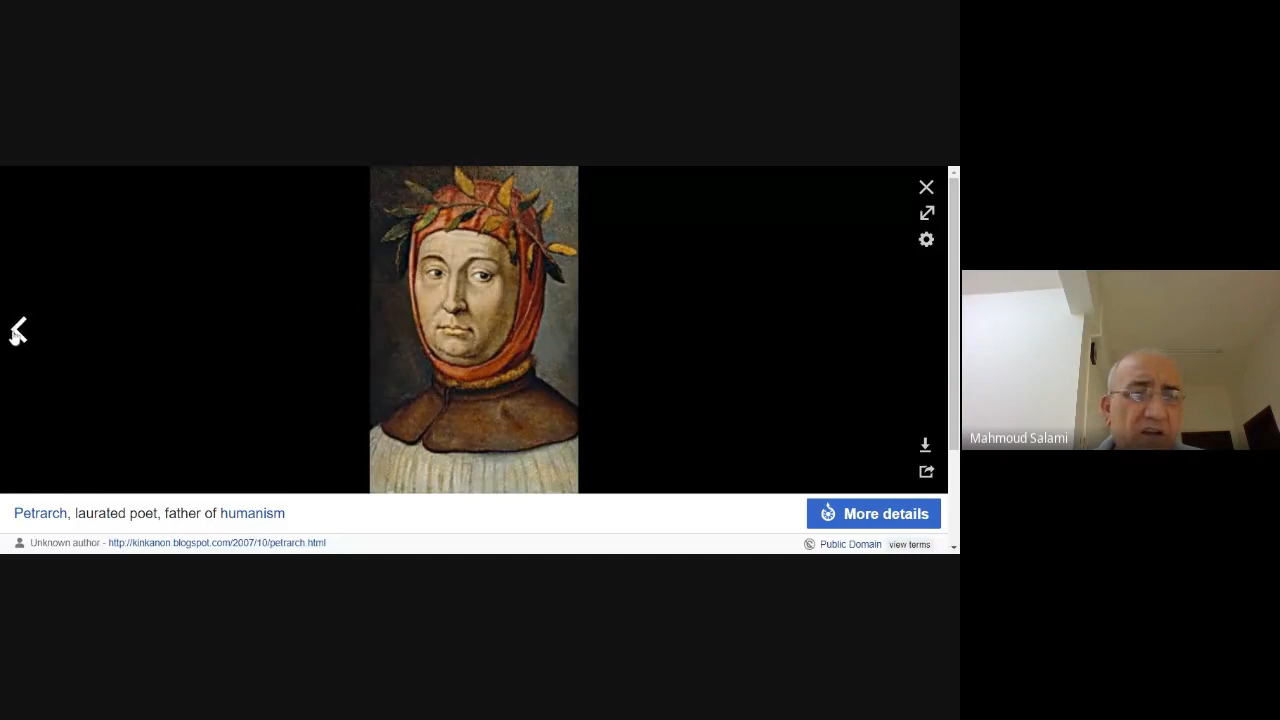 Petrarch, laurated poet, father of humanism
More details
Unknown author - http://kinkanon.blogspot.com/2007/10/petrarch.html
Public Domain view terms
Mahmoud Salami